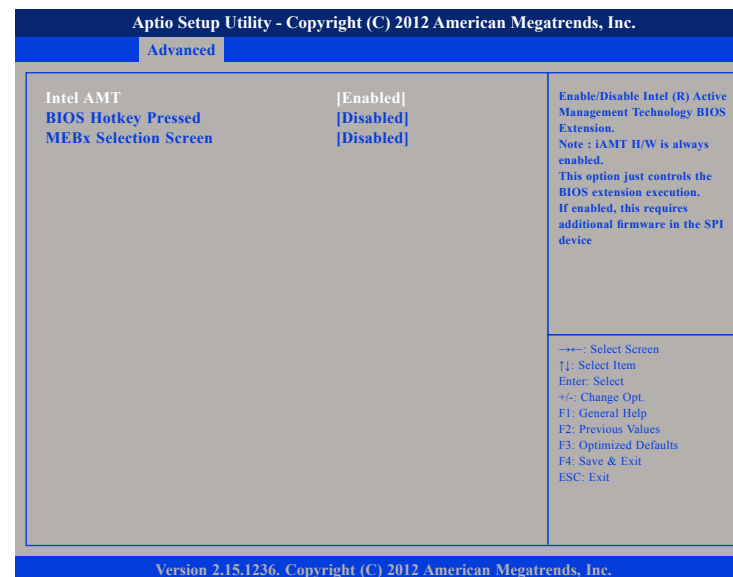 Aptio Setup Utility - Copyright (C) 2012 American Megatrends, Inc.
Advanced
Intel AMT [Enabled]
BIOS Hotkey Pressed [Disabled]
MEBx Selection Screen [Disabled]
Enable/Disable Intel (R) Active
Management Technology BIOS
Extension.
Note : iAMT H/W is always
enabled.
This option just controls the
BIOS extension execution.
If enabled, this requires
additional firmware in the SPI
device
→←: Select Screen
↑↓: Select Item
Enter: Select
+/-: Change Opt.
F1: General Help
F2: Previous Values
F3: Optimized Defaults
F4: Save & Exit
ESC: Exit
Version 2.15.1236. Copyright (C) 2012 American Megatrends, Inc.